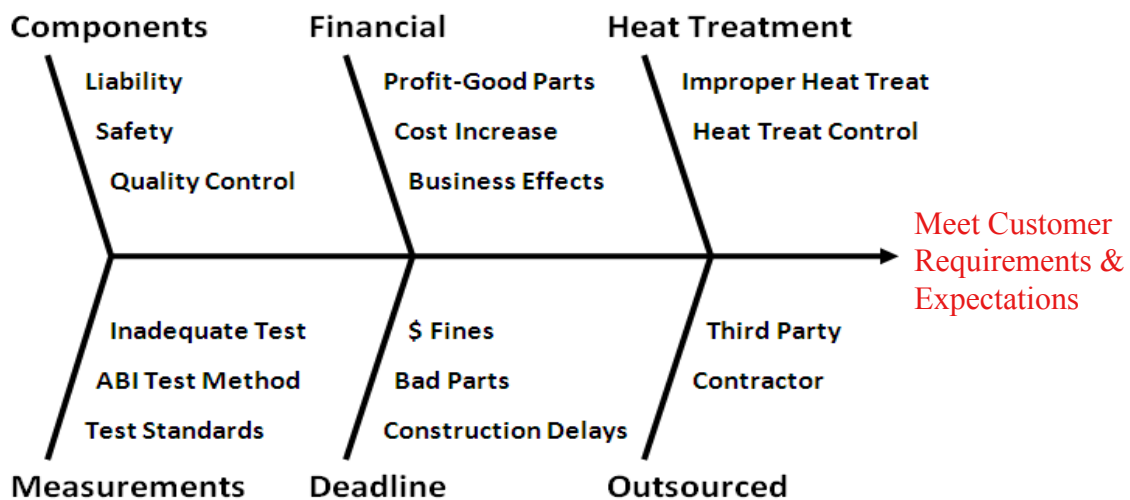 Components
Financial
Heat Treatment
Liability
Profit-Good Parts
Improper Heat Treat
Safety
Cost Increase
Heat Treat Control
Quality Control
Business Effects
Meet Customer
Requirements &
Expectations
Inadequate Test
$ Fines
Third Party
ABI Test Method
Bad Parts
Contractor
Test Standards
Construction Delays
Measurements
Deadline
Outsourced